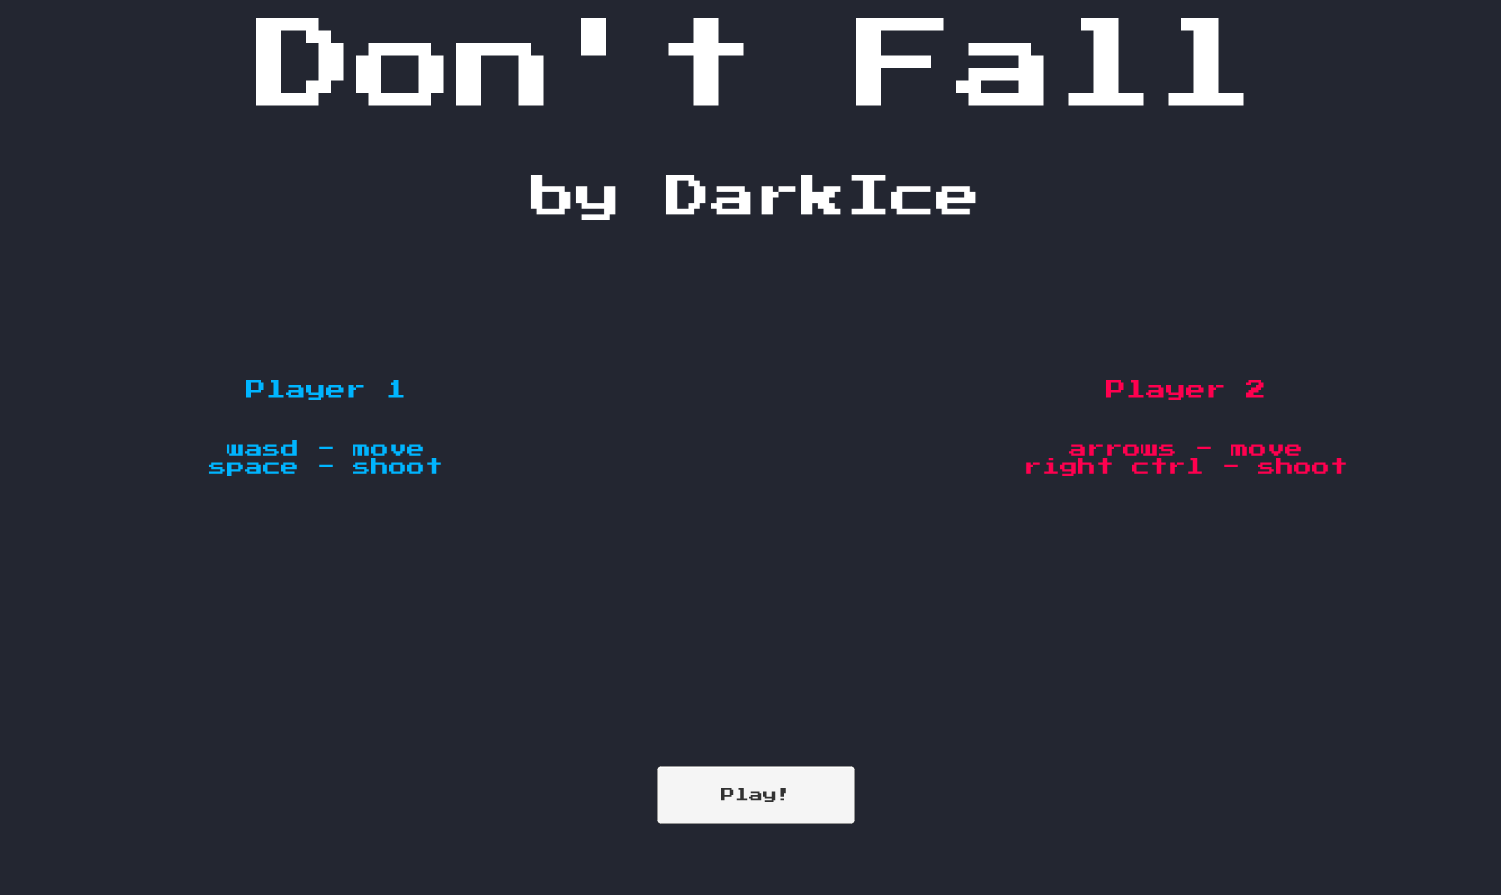 Don't Fall
by DarkIce
Player 1
wasd - move
space - shoot
Player 2
arrows - move
right ctrl - shoot
Play!